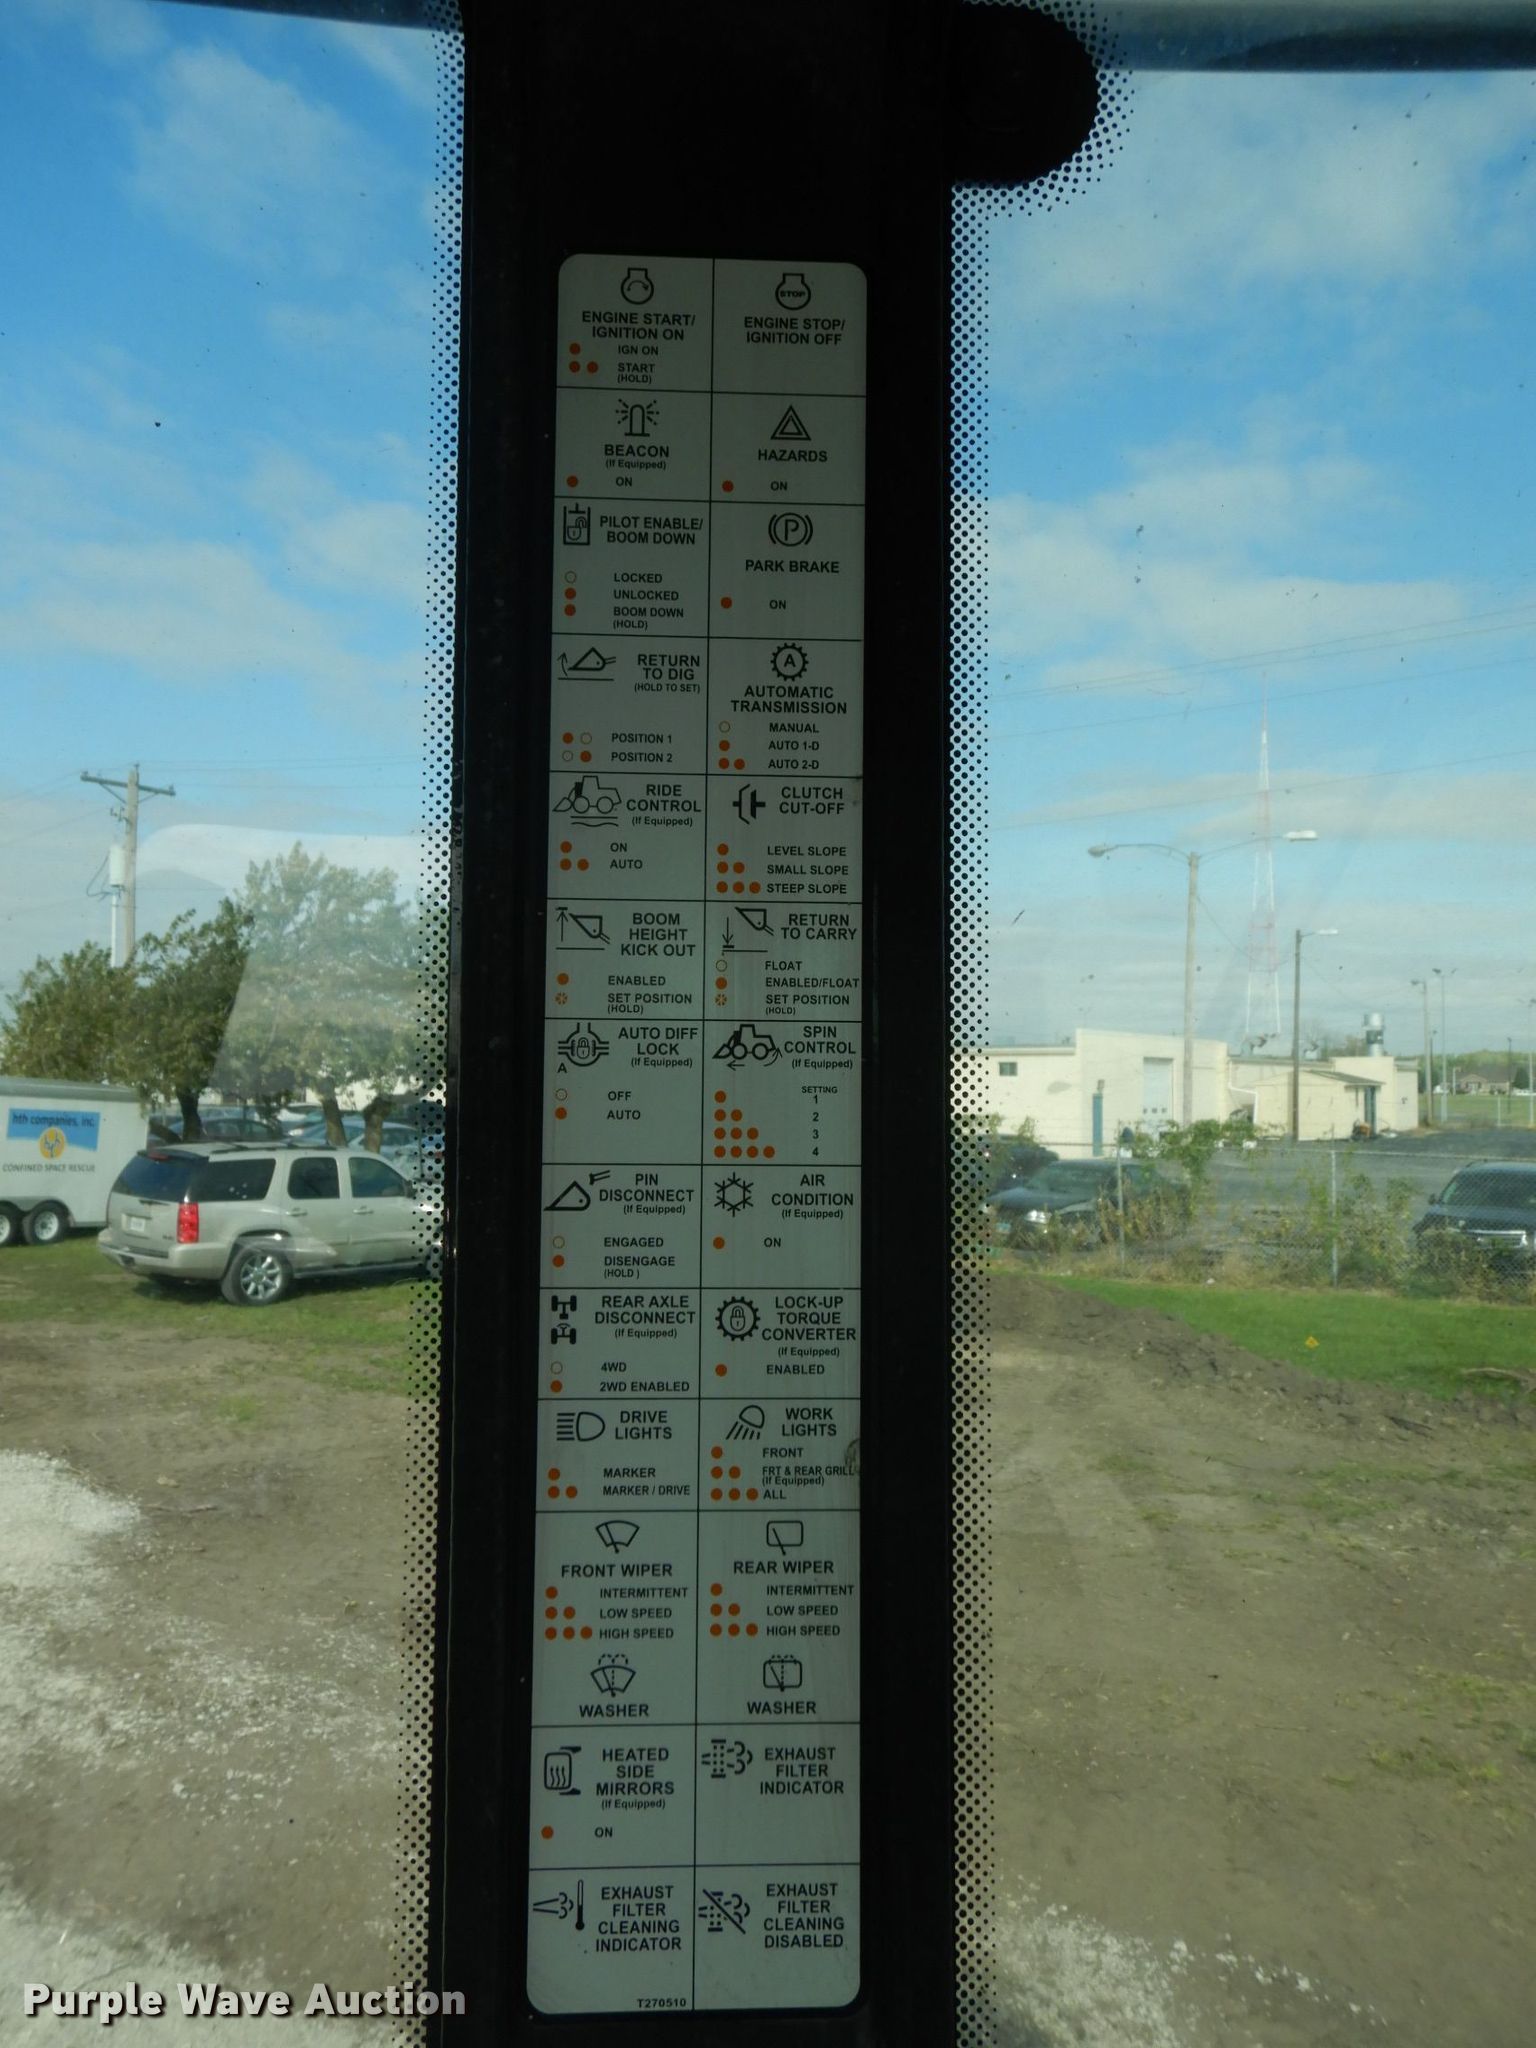 ENGINE START/
IGNITION ON
IGN ON
START
(HOLD)
STOP
ENGINE STOP/
IGNITION OFF
BEACON
(If Equipped)
ON
HAZARDS
ON
PILOT ENABLE/
BOOM DOWN
LOCKED
UNLOCKED
BOOM DOWN
(HOLD)
P
PARK BRAKE
ON
RETURN
TO DIG
(HOLD TO SET)
POSITION 1
POSITION 2
A
AUTOMATIC
TRANSMISSION
MANUAL
AUTO 1-D
AUTO 2-D
RIDE
CONTROL
(If Equipped)
ON
AUTO
CLUTCH
CUT-OFF
LEVEL SLOPE
SMALL SLOPE
STEEP SLOPE
BOOM
HEIGHT
KICK OUT
ENABLED
SET POSITION
(HOLD)
RETURN
TO CARRY
FLOAT
ENABLED/FLOAT
SET POSITION
(HOLD)
AUTO DIFF
LOCK
(If Equipped)
A
OFF
AUTO
SPIN
CONTROL
(If Equipped)
SETTING
1
2
3
4
PIN
DISCONNECT
(If Equipped)
ENGAGED
DISENGAGE
(HOLD )
AIR
CONDITION
(If Equipped)
ON
REAR AXLE
DISCONNECT
(If Equipped)
4WD
2WD ENABLED
LOCK-UP
TORQUE
CONVERTER
(If Equipped)
ENABLED
DRIVE
LIGHTS
MARKER
MARKER / DRIVE
WORK
LIGHTS
FRONT
FRT & REAR GRILL
(If Equipped)
ALL
FRONT WIPER
INTERMITTENT
LOW SPEED
HIGH SPEED
WASHER
REAR WIPER
INTERMITTENT
LOW SPEED
HIGH SPEED
WASHER
HEATED
SIDE
MIRRORS
(If Equipped)
ON
EXHAUST
FILTER
INDICATOR
EXHAUST
FILTER
CLEANING
INDICATOR
EXHAUST
FILTER
CLEANING
DISABLED
T270510
hth companies, inc.
CONFINED SPACE RESCUE
Purple Wave Auction